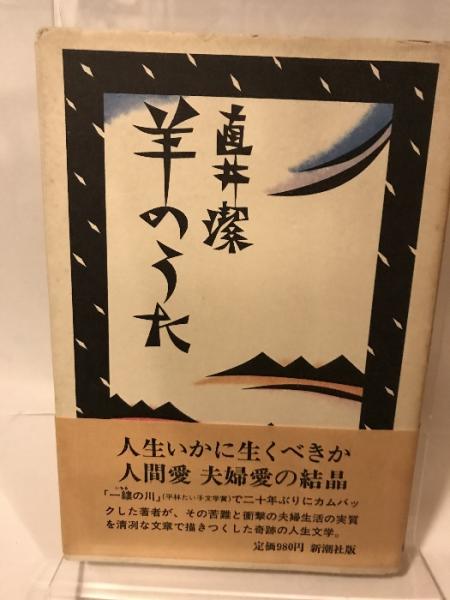 直井潔
羊のうた
人生いかに生くべきか
人間愛 夫婦愛の結晶
「一縷の川」(平林たい子文学賞)で二十年ぶりにカムバッ
クした著者が、その苦難と衝撃の夫婦生活の実質
を清冽な文章で描きつくした奇跡の人生文学。
定価980円 新潮社版